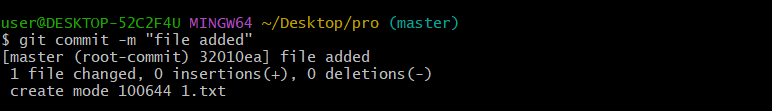 user@DESKTOP-52C2F4U MINGW64 ~/Desktop/pro (master)
$ git commit -m "file added"
[master (root-commit) 32010ea] file added
 1 file changed, 0 insertions(+), 0 deletions(-)
 create mode 100644 1.txt